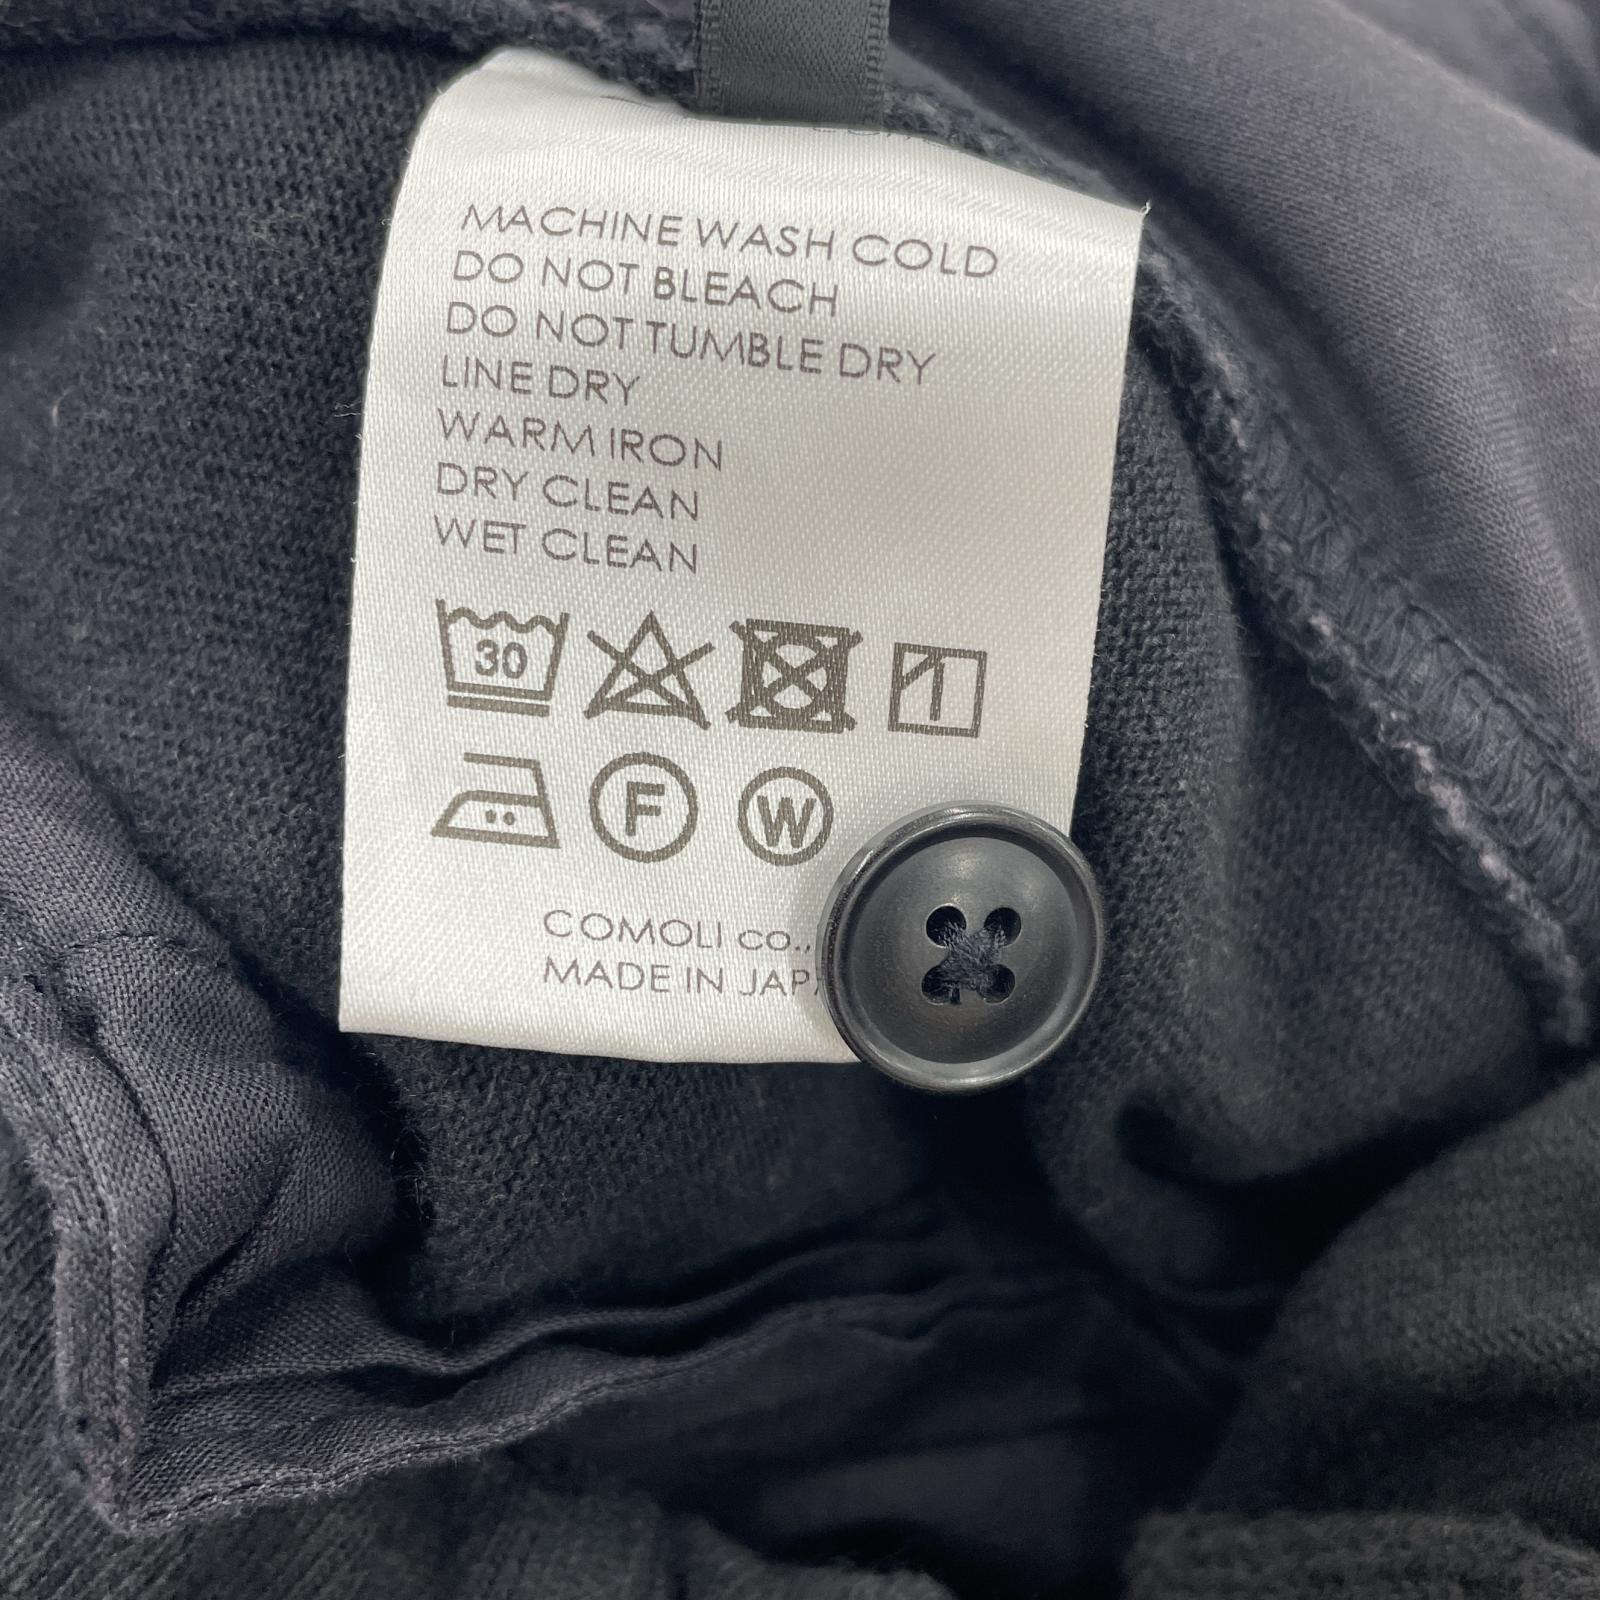 MACHINE WASH COLD
DO NOT BLEACH
DO NOT TUMBLE DRY
LINE DRY
WARM IRON
DRY CLEAN
WET CLEAN
30
F W
COMOLI CO.,
MADE IN